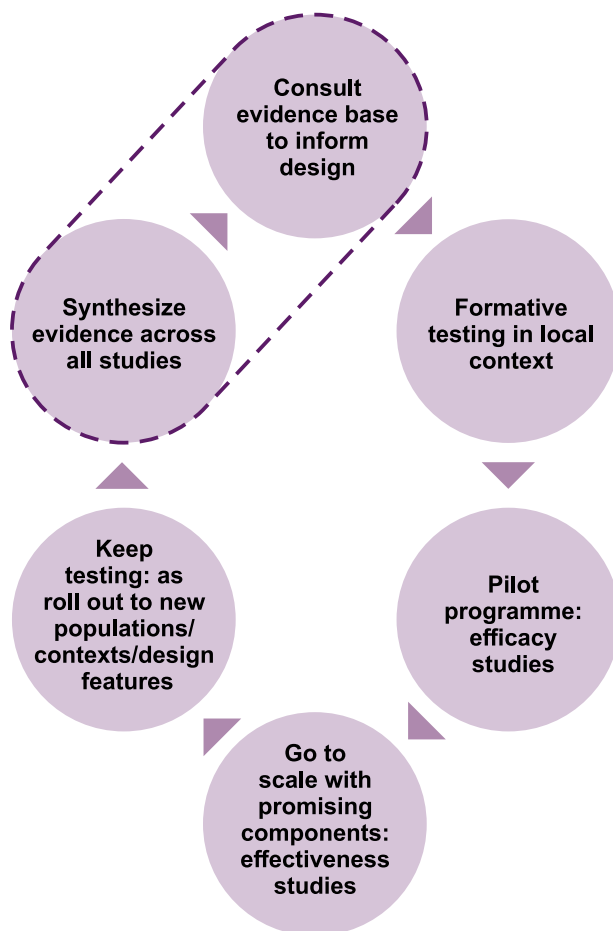 Consult
evidence base
to inform
design
Formative
testing in local
context
Pilot
programme:
efficacy
studies
Go to
scale with
promising
components:
effectiveness
studies
Keep
testing: as
roll out to new
populations/
contexts/design
features
Synthesize
evidence across
all studies